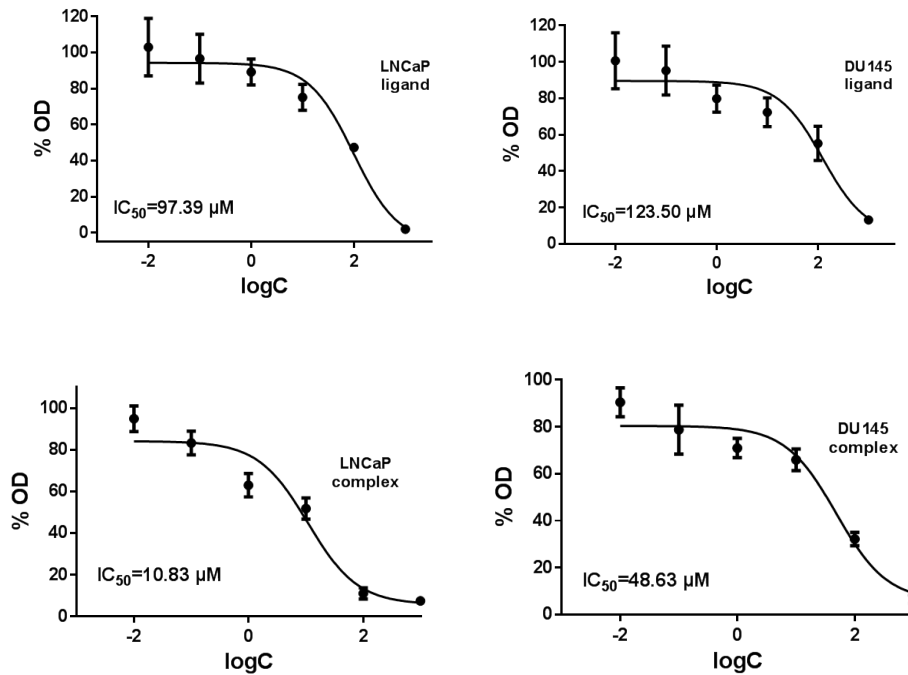 120
100
80
60
40
20
0
% OD
LNCaP
ligand
IC50=97.39 µM
-2 0 2
logC
100
80
60
40
20
0
% OD
DU145
ligand
IC50=123.50 µM
-2 0 2
logC
100
80
60
40
20
0
% OD
LNCaP
complex
IC50=10.83 µM
-2 0 2
logC
100
80
60
40
20
0
% OD
DU145
complex
IC50=48.63 µM
-2 0 2
logC